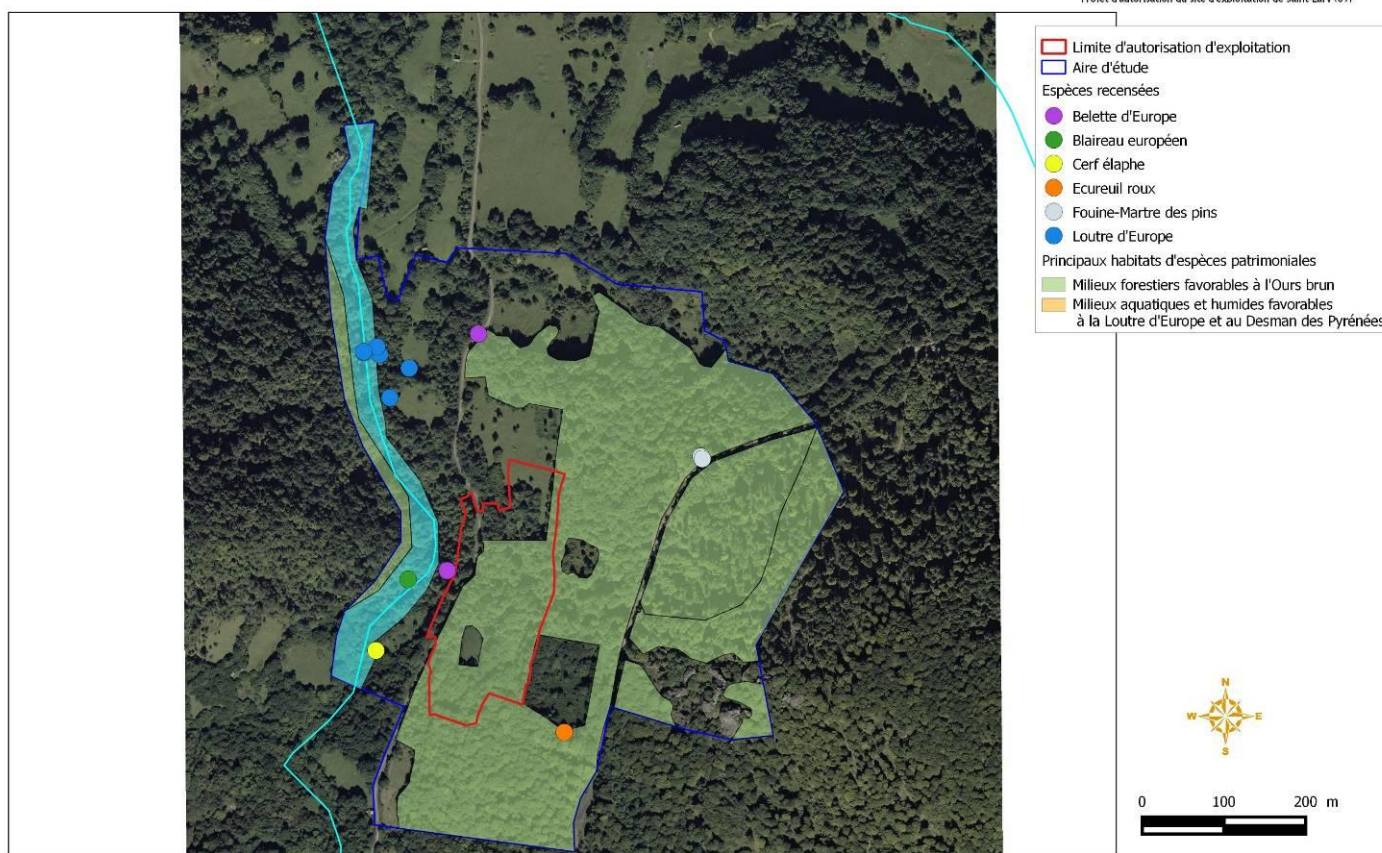 Projet d'autorisation du site d'exploitation de Saint-Lary (09)
Limite d'autorisation d'exploitation
Aire d'étude
Espèces recensées
Belette d'Europe
Blaireau européen
Cerf élaphe
Ecureuil roux
Fouine-Martre des pins
Loutre d'Europe
Principaux habitats d'espèces patrimoniales
Milieux forestiers favorables à l'Ours brun
Milieux aquatiques et humides favorables
à la Loutre d'Europe et au Desman des Pyrénées
N
W E
S
0 100 200 m